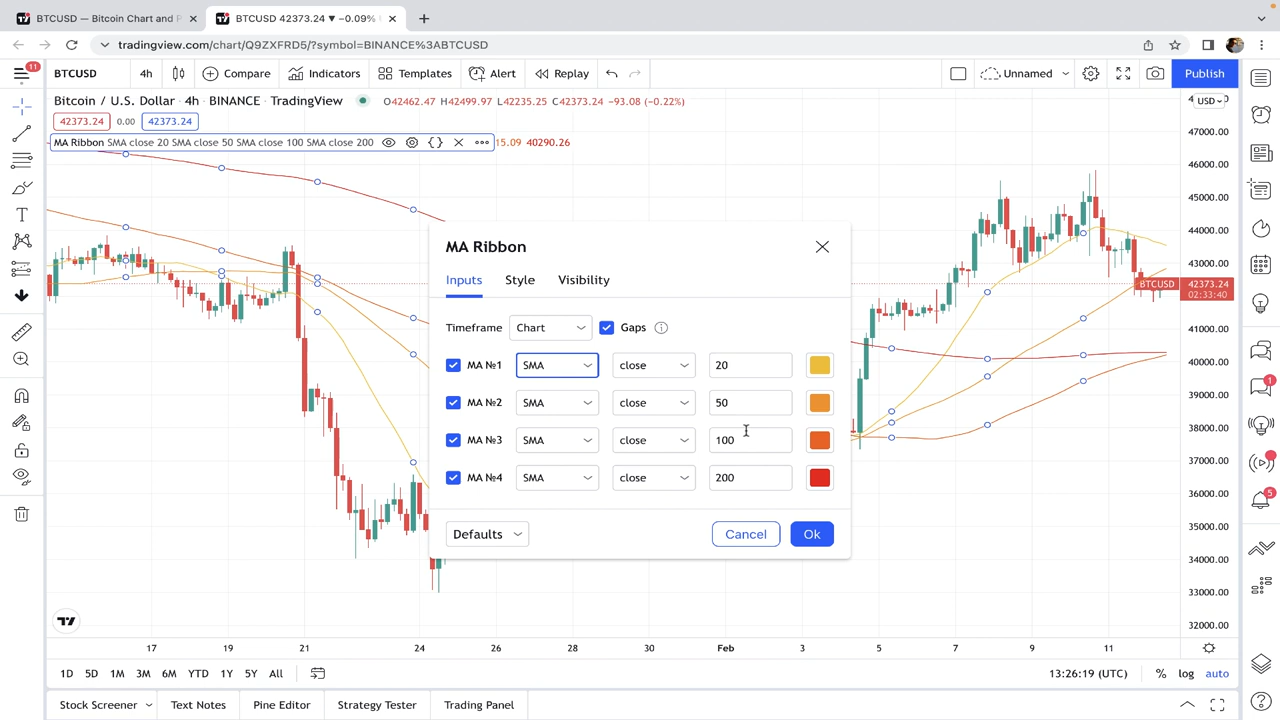 BTCUSD — Bitcoin Chart and P
BTCUSD 42373.24 ▼ −0.09%
tradingview.com/chart/Q9ZXFRD5/?symbol=BINANCE%3ABTCUSD
11
BTCUSD 4h Compare Indicators Templates Alert Replay Unnamed Publish
Bitcoin / U.S. Dollar · 4h · BINANCE · TradingView O42462.47 H42499.97 L42235.25 C42373.24 −93.08 (−0.22%)
USD
42373.24 0.00 42373.24
MA Ribbon SMA close 20 SMA close 50 SMA close 100 SMA close 200 15.09 40290.26
47000.00
46000.00
45000.00
44000.00
43000.00
BTCUSD 42373.24
02:33:40
41000.00
40000.00
39000.00
38000.00
37000.00
36000.00
35000.00
34000.00
33000.00
32000.00
MA Ribbon
Inputs Style Visibility
Timeframe Chart Gaps
MA №1 SMA close 20
MA №2 SMA close 50
MA №3 SMA close 100
MA №4 SMA close 200
Defaults Cancel Ok
1
5
17 19 21 24 26 28 30 Feb 3 5 7 9 11
1D 5D 1M 3M 6M YTD 1Y 5Y All 13:26:19 (UTC) % log auto
Stock Screener Text Notes Pine Editor Strategy Tester Trading Panel